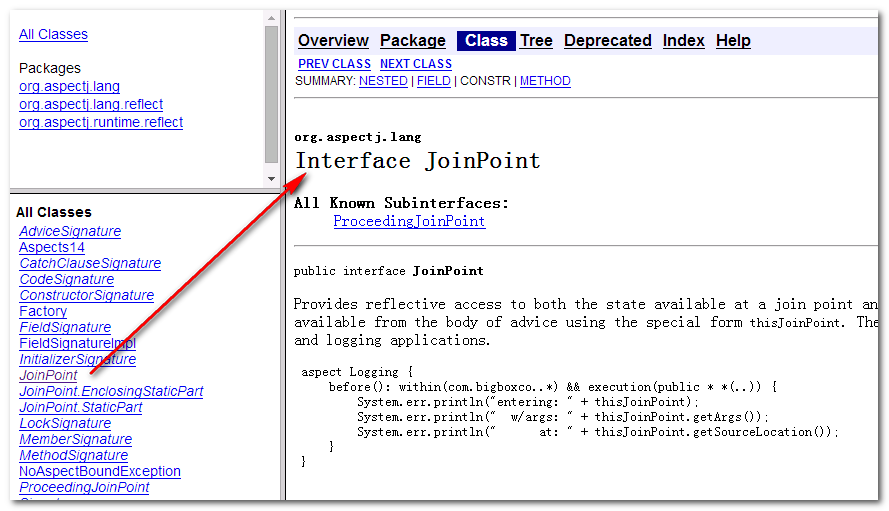 All Classes
Packages
org.aspectj.lang
org.aspectj.lang.reflect
org.aspectj.runtime.reflect
All Classes
AdviceSignature
Aspects14
CatchClauseSignature
CodeSignature
ConstructorSignature
Factory
FieldSignature
FieldSignatureImpl
InitializerSignature
JoinPoint
JoinPoint.EnclosingStaticPart
JoinPoint.StaticPart
LockSignature
MemberSignature
MethodSignature
NoAspectBoundException
ProceedingJoinPoint
Overview Package Class Tree Deprecated Index Help
PREV CLASS NEXT CLASS
SUMMARY: NESTED | FIELD | CONSTR | METHOD
org.aspectj.lang
Interface JoinPoint
All Known Subinterfaces:
ProceedingJoinPoint
public interface JoinPoint
Provides reflective access to both the state available at a join point an
available from the body of advice using the special form thisJoinPoint. The
and logging applications.
aspect Logging {
before(): within(com.bigboxco..*) && execution(public * *(..)) {
System.err.println("entering: " + thisJoinPoint);
System.err.println("  w/args: " + thisJoinPoint.getArgs());
System.err.println("      at: " + thisJoinPoint.getSourceLocation());
}
}